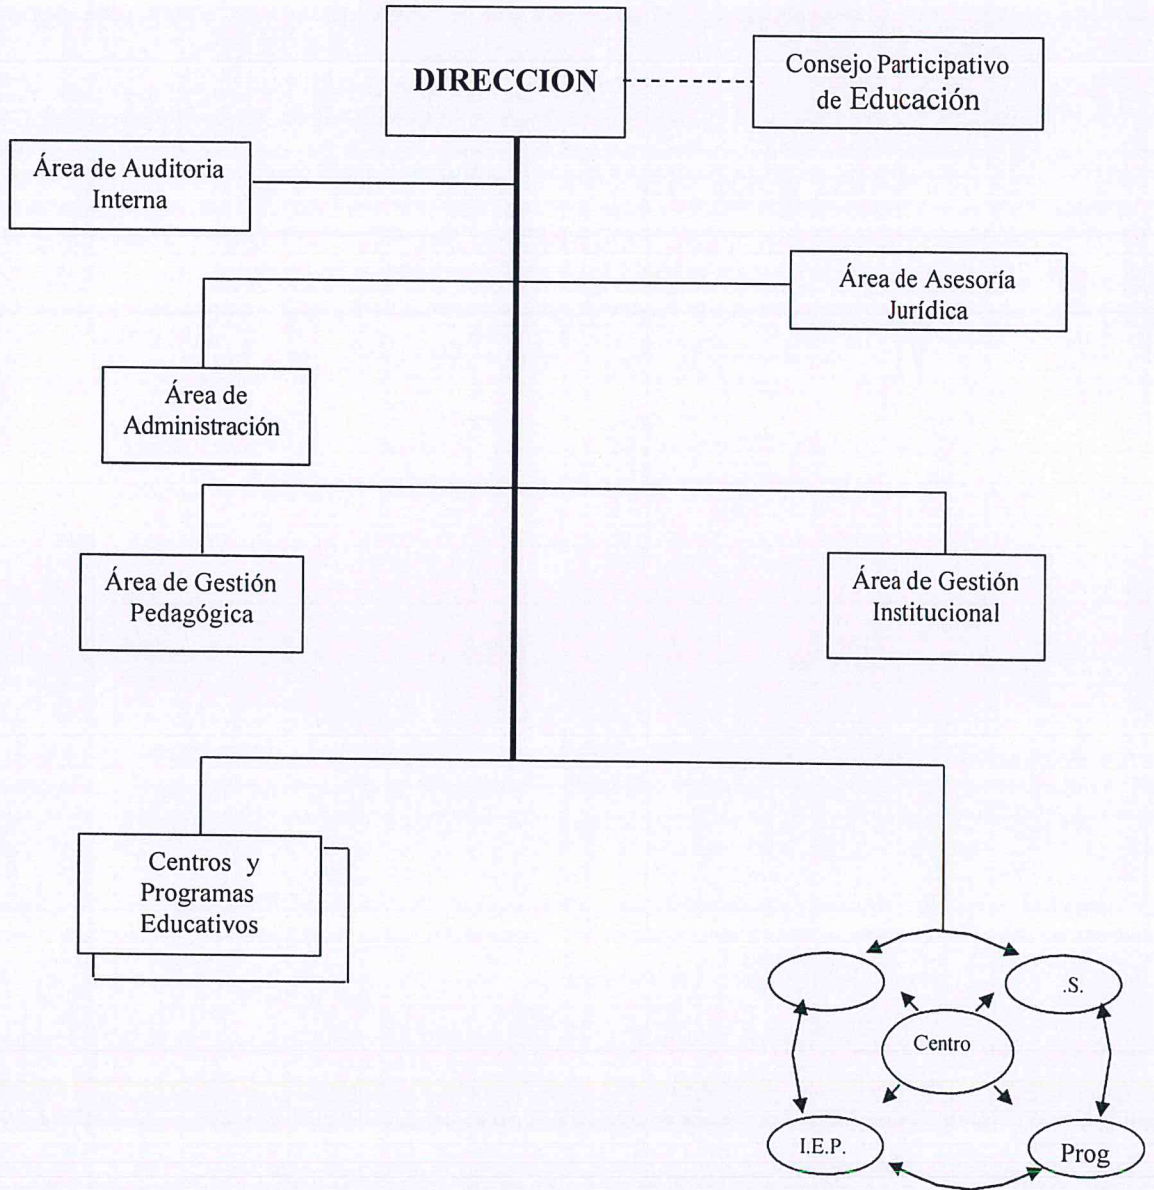 DIRECCION
Consejo Participativo
de Educación
Área de Auditoria
Interna
Área de Asesoría
Jurídica
Área de
Administración
Área de Gestión
Pedagógica
Área de Gestión
Institucional
Centros y
Programas
Educativos
.S.
Centro
I.E.P.
Prog